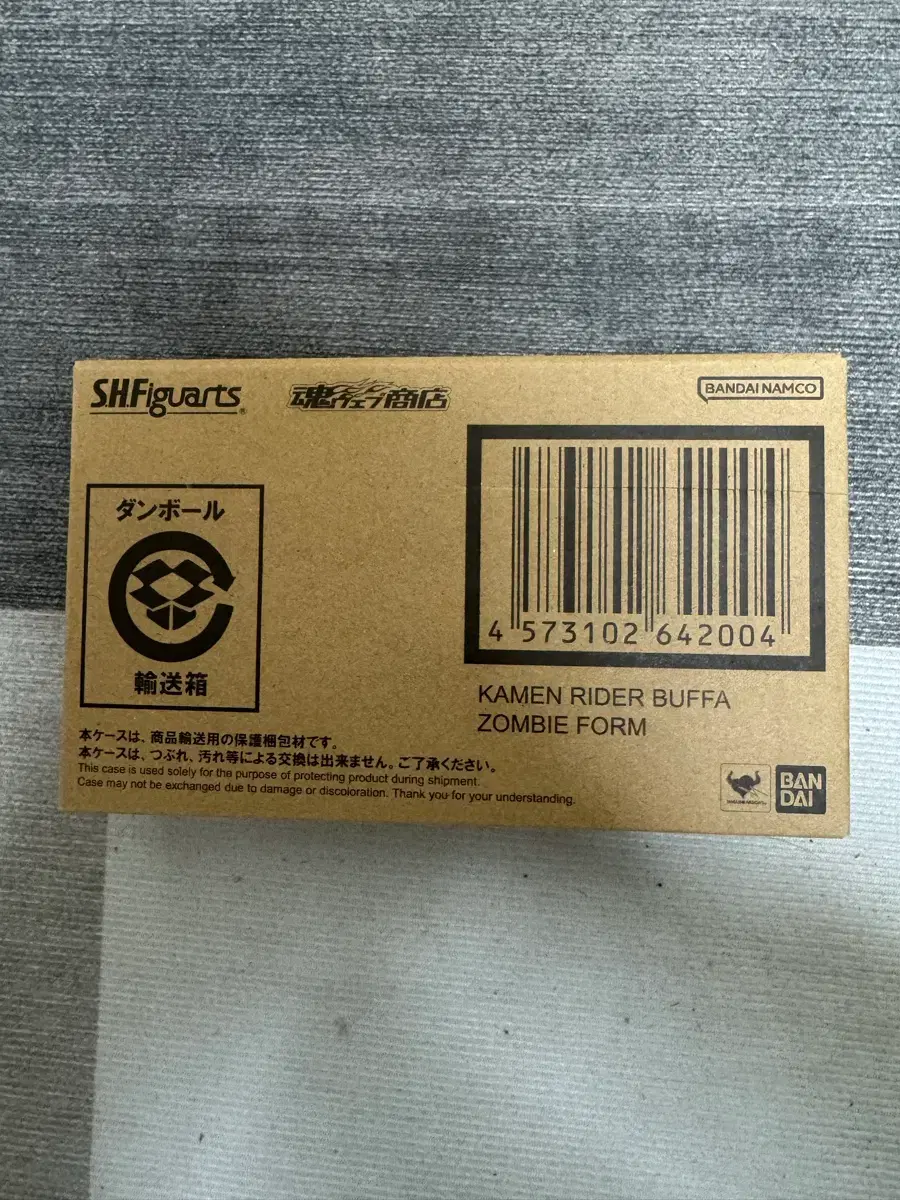 S.H.Figuarts®
魂ウェブ商店
BANDAI NAMCO
ダンボール
輸送箱
4 573102 642004
KAMEN RIDER BUFFA
ZOMBIE FORM
本ケースは、商品輸送用の保護梱包材です。
本ケースは、つぶれ、汚れ等による交換は出来ません。ご了承ください。
This case is used solely for the purpose of protecting product during shipment.
Case may not be exchanged due to damage or discoloration. Thank you for your understanding.
BAN
DAI